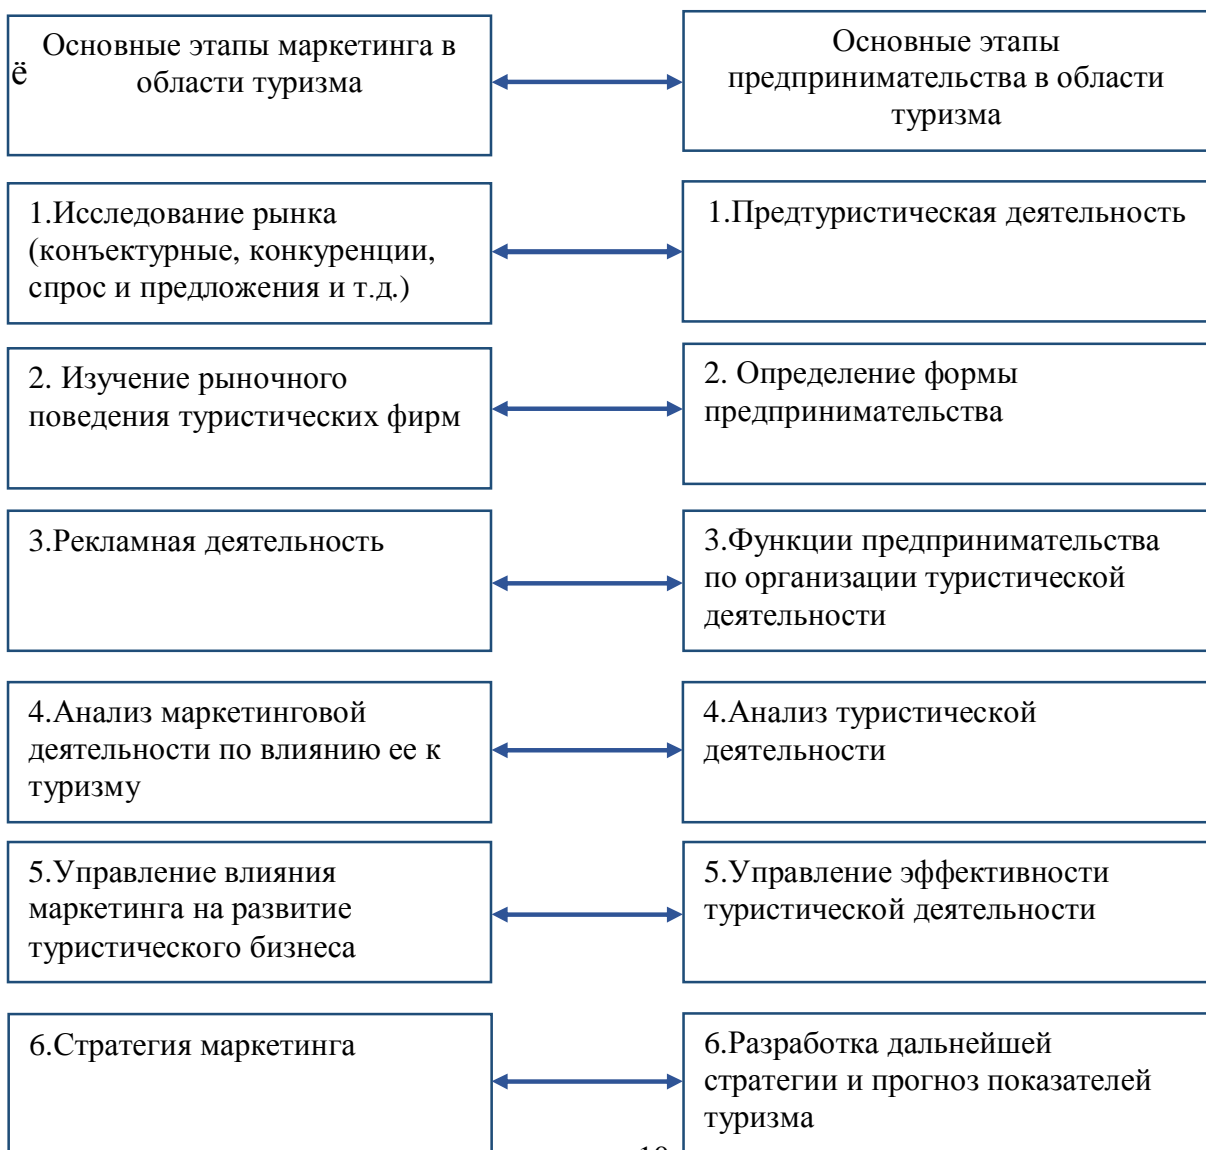 Основные этапы маркетинга в
ё
области туризма
Основные этапы
предпринимательства в области
туризма
1.Исследование рынка
(конъектурные, конкуренции,
спрос и предложения и т.д.)
1.Предтуристическая деятельность
2. Изучение рыночного
поведения туристических фирм
2. Определение формы
предпринимательства
3.Рекламная деятельность
3.Функции предпринимательства
по организации туристической
деятельности
4.Анализ маркетинговой
деятельности по влиянию ее к
туризму
4.Анализ туристической
деятельности
5.Управление влияния
маркетинга на развитие
туристического бизнеса
5.Управление эффективности
туристической деятельности
6.Стратегия маркетинга
6.Разработка дальнейшей
стратегии и прогноз показателей
туризма